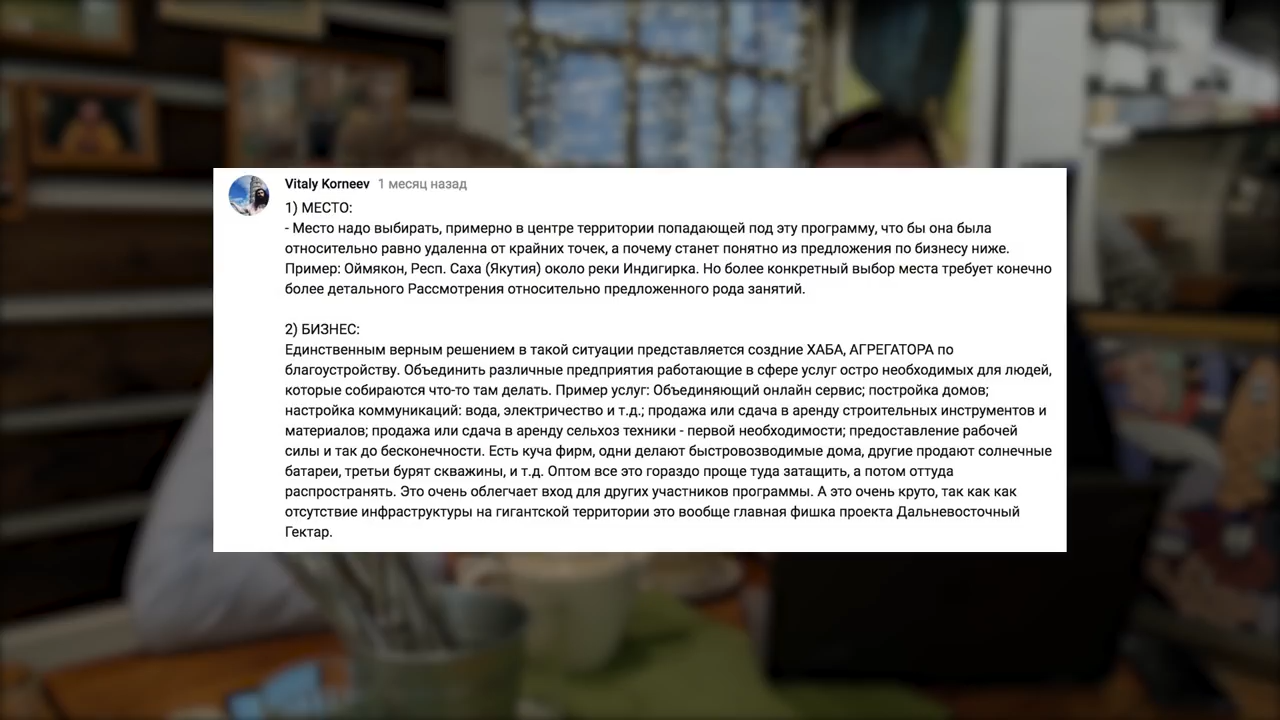 Vitaly Korneev 1 месяц назад
1) МЕСТО:
- Место надо выбирать, примерно в центре территории попадающей под эту программу, что бы она была
относительно равно удаленна от крайних точек, а почему станет понятно из предложения по бизнесу ниже.
Пример: Оймякон, Респ. Саха (Якутия) около реки Индигирка. Но более конкретный выбор места требует конечно
более детального Рассмотрения относительно предложенного рода занятий.
2) БИЗНЕС:
Единственным верным решением в такой ситуации представляется создние ХАБА, АГРЕГАТОРА по
благоустройству. Объединить различные предприятия работающие в сфере услуг остро необходимых для людей,
которые собираются что-то там делать. Пример услуг: Объединяющий онлайн сервис; постройка домов;
настройка коммуникаций: вода, электричество и т.д.; продажа или сдача в аренду строительных инструментов и
материалов; продажа или сдача в аренду сельхоз техники - первой необходимости; предоставление рабочей
силы и так до бесконечности. Есть куча фирм, одни делают быстровозводимые дома, другие продают солнечные
батареи, третьи бурят скважины, и т.д. Оптом все это гораздо проще туда затащить, а потом оттуда
распространять. Это очень облегчает вход для других участников программы. А это очень круто, так как как
отсутствие инфраструктуры на гигантской территории это вообще главная фишка проекта Дальневосточный
Гектар.